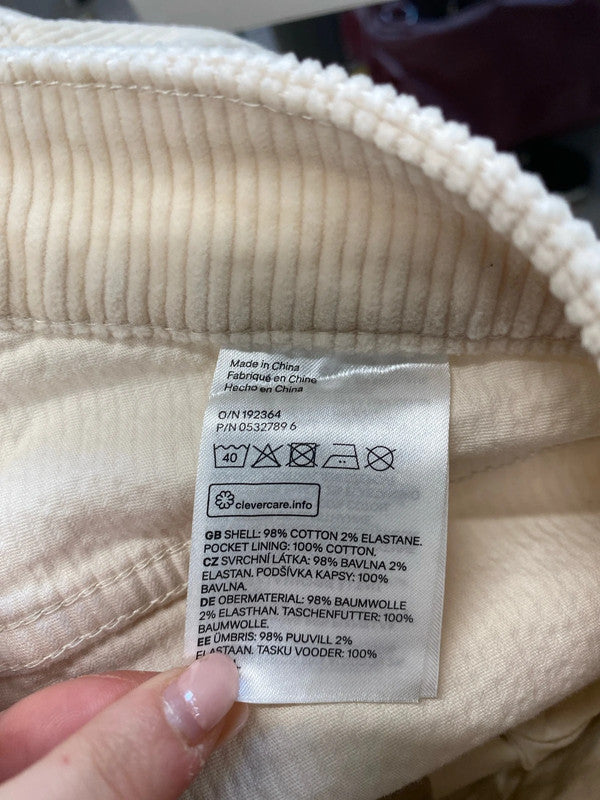 Made in China
Fabriqué en Chine
Hecho en China
O/N 192364
P/N 0532789 6
40
clevercare.info
GB SHELL: 98% COTTON 2% ELASTANE.
POCKET LINING: 100% COTTON.
CZ SVRCHNÍ LÁTKA: 98% BAVLNA 2%
ELASTAN. PODŠÍVKA KAPSY: 100%
BAVLNA.
DE OBERMATERIAL: 98% BAUMWOLLE
2% ELASTHAN. TASCHENFUTTER: 100%
BAUMWOLLE.
EE ÜMBRIS: 98% PUUVILL 2%
ELASTAAN. TASKU VOODER: 100%